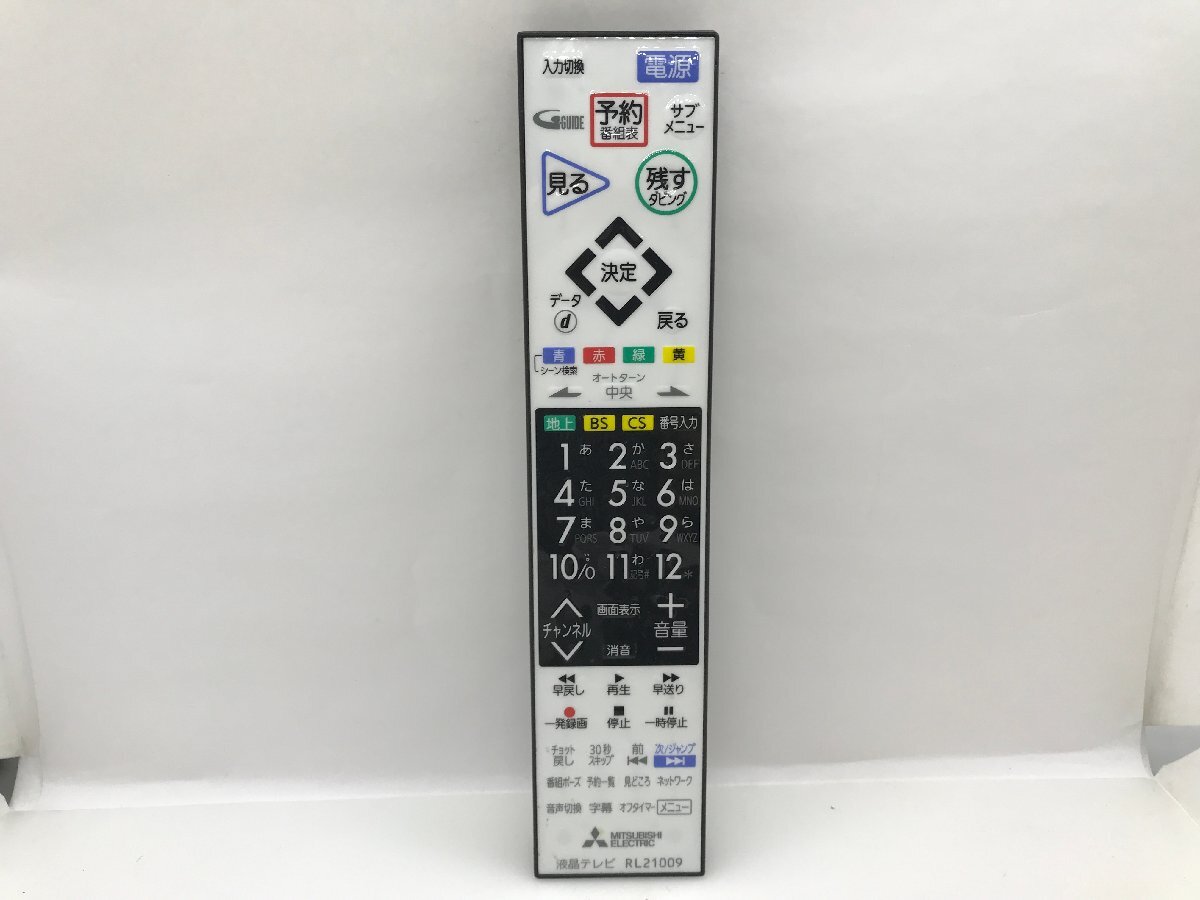 入力切換 電源
GGUIDE 予約 サブ
番組表 メニュー
見る 残す
ダビング
決定
データ
d 戻る
青 赤 緑 黄
シーン検索 オートターン
中央
地上 BS CS 番号入力
1 あ 2 か ABC 3 さ DEF
4 た GHI 5 な JKL 6 は MNO
7 ま PQRS 8 や TUV 9 ら WXYZ
10/0 11 わ 記号# 12 *
画面表示 +
チャンネル 音量
消音 −
早戻し 再生 早送り
一発録画 停止 一時停止
チョット 30秒 前 次/ジャンプ
戻し スキップ
番組ポーズ 予約一覧 見どころ ネットワーク
音声切換 字幕 オフタイマー メニュー
MITSUBISHI
ELECTRIC
液晶テレビ RL21009